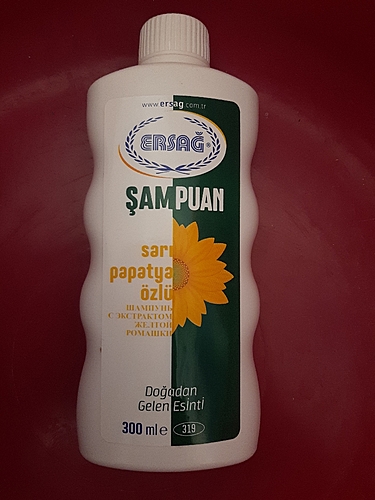 www.ersag.com.tr
ERSAĞ®
ŞAMPUAN
sarı
papatya
özlü
ШАМПУНЬ
С ЭКСТРАКТОМ
ЖЕЛТОЙ
РОМАШКИ
Doğadan
Gelen Esinti
300 ml e 319